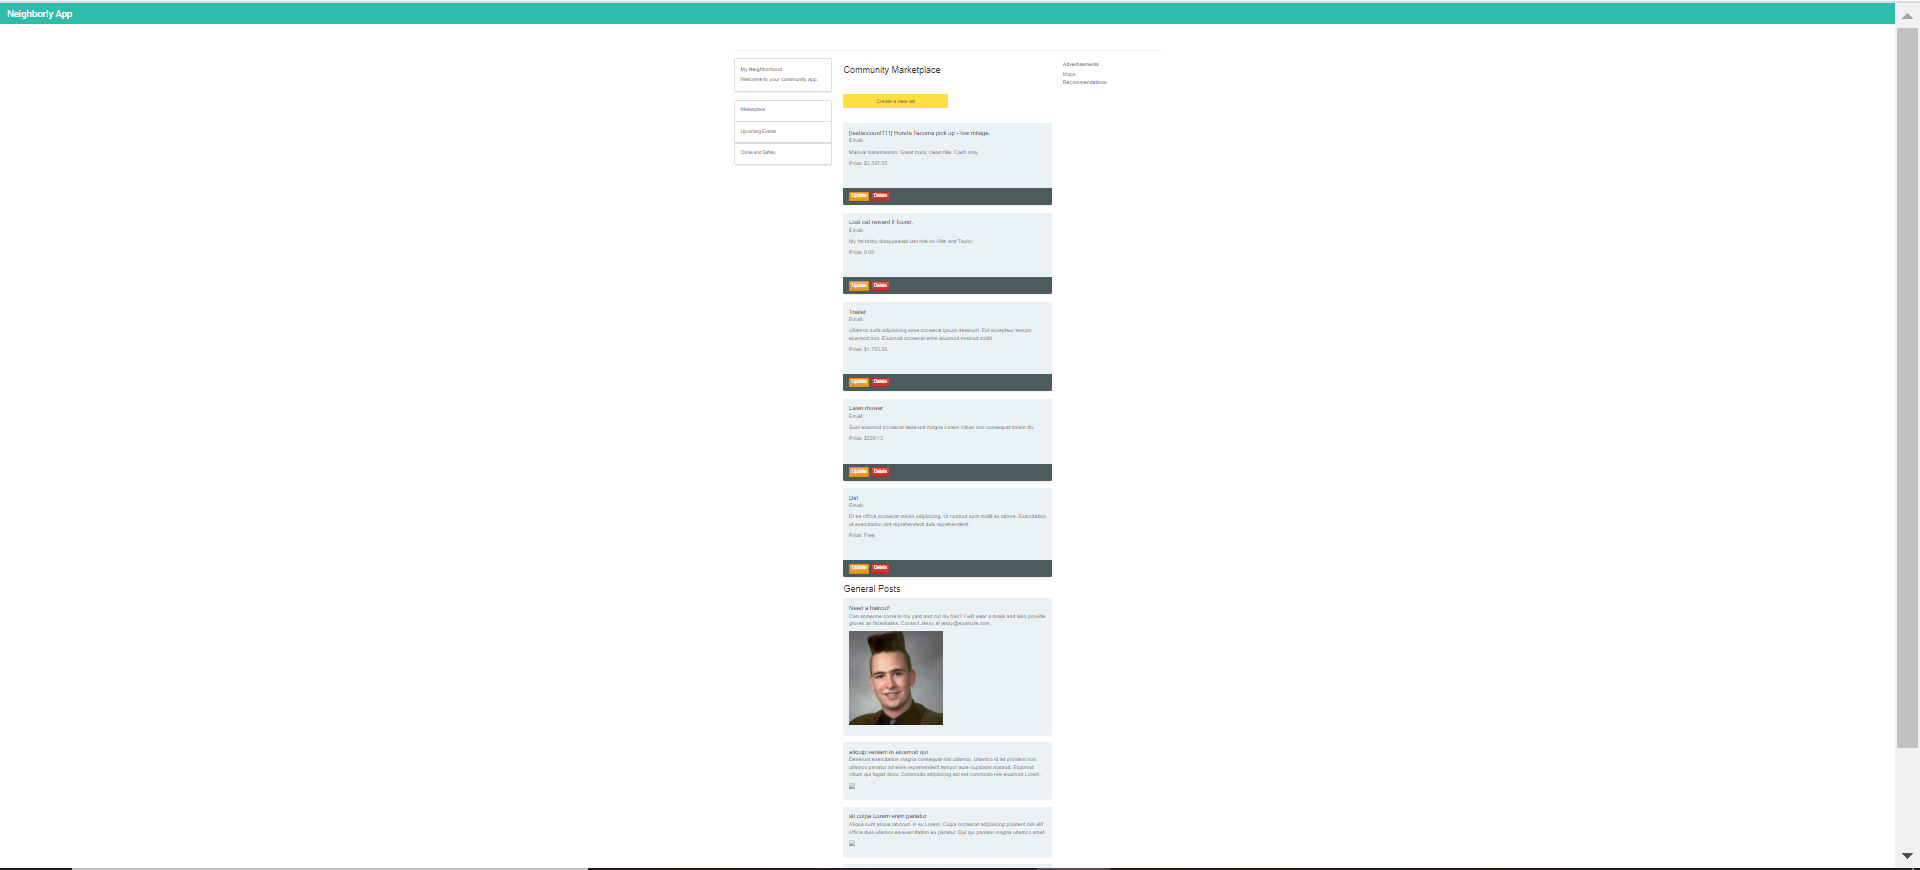 Neighborly App
My Neighborhood
Welcome to your community app.
Marketplace
Upcoming Events
Crime and Safety
Community Marketplace
Create a new ad
[testaccount111] Honda Tacoma pick up - low milage.
Email:
Manual transmission. Great truck, clean title. Cash only.
Price: $3,587.05
Update Delete
Lost cat reward if found.
Email:
My fat tabby disappeared last nite on 49th and Taylor.
Price: 0.00
Update Delete
Trailer
Email:
Ullamco nulla adipisicing esse occaecat ipsum deserunt. Est excepteur tempor
eiusmod non. Eiusmod occaecat enim eiusmod nostrud mollit.
Price: $1,703.56
Update Delete
Lawn mower
Email:
Sunt eiusmod occaecat deserunt magna Lorem cillum non consequat minim do.
Price: $520.13
Update Delete
Dirt
Email:
Et ea officia occaecat minim adipisicing. Ut nostrud sunt mollit ex labore. Exercitation
ut exercitation sint reprehenderit duis reprehenderit.
Price: Free
Update Delete
General Posts
Need a haircut!
Can someone come to my yard and cut my hair? I will wear a mask and also provide
gloves an facemasks. Contact Jessy at jessy@example.com
aliquip veniam in eiusmod qui
Deserunt exercitation magna consequat nisi ullamco. Ullamco id ad proident non
ullamco pariatur ad enim reprehenderit tempor aute cupidatat nostrud. Eiusmod
cillum qui fugiat dolor. Commodo adipisicing est est commodo nisi eiusmod Lorem.
sit culpa Lorem enim pariatur
Aliqua sunt aliqua laborum in ex Lorem. Culpa occaecat adipisicing proident nisi elit
officia duis ullamco ea exercitation eu pariatur. Qui qui pariatur magna ullamco amet.
Advertisements
Maps
Recommendations